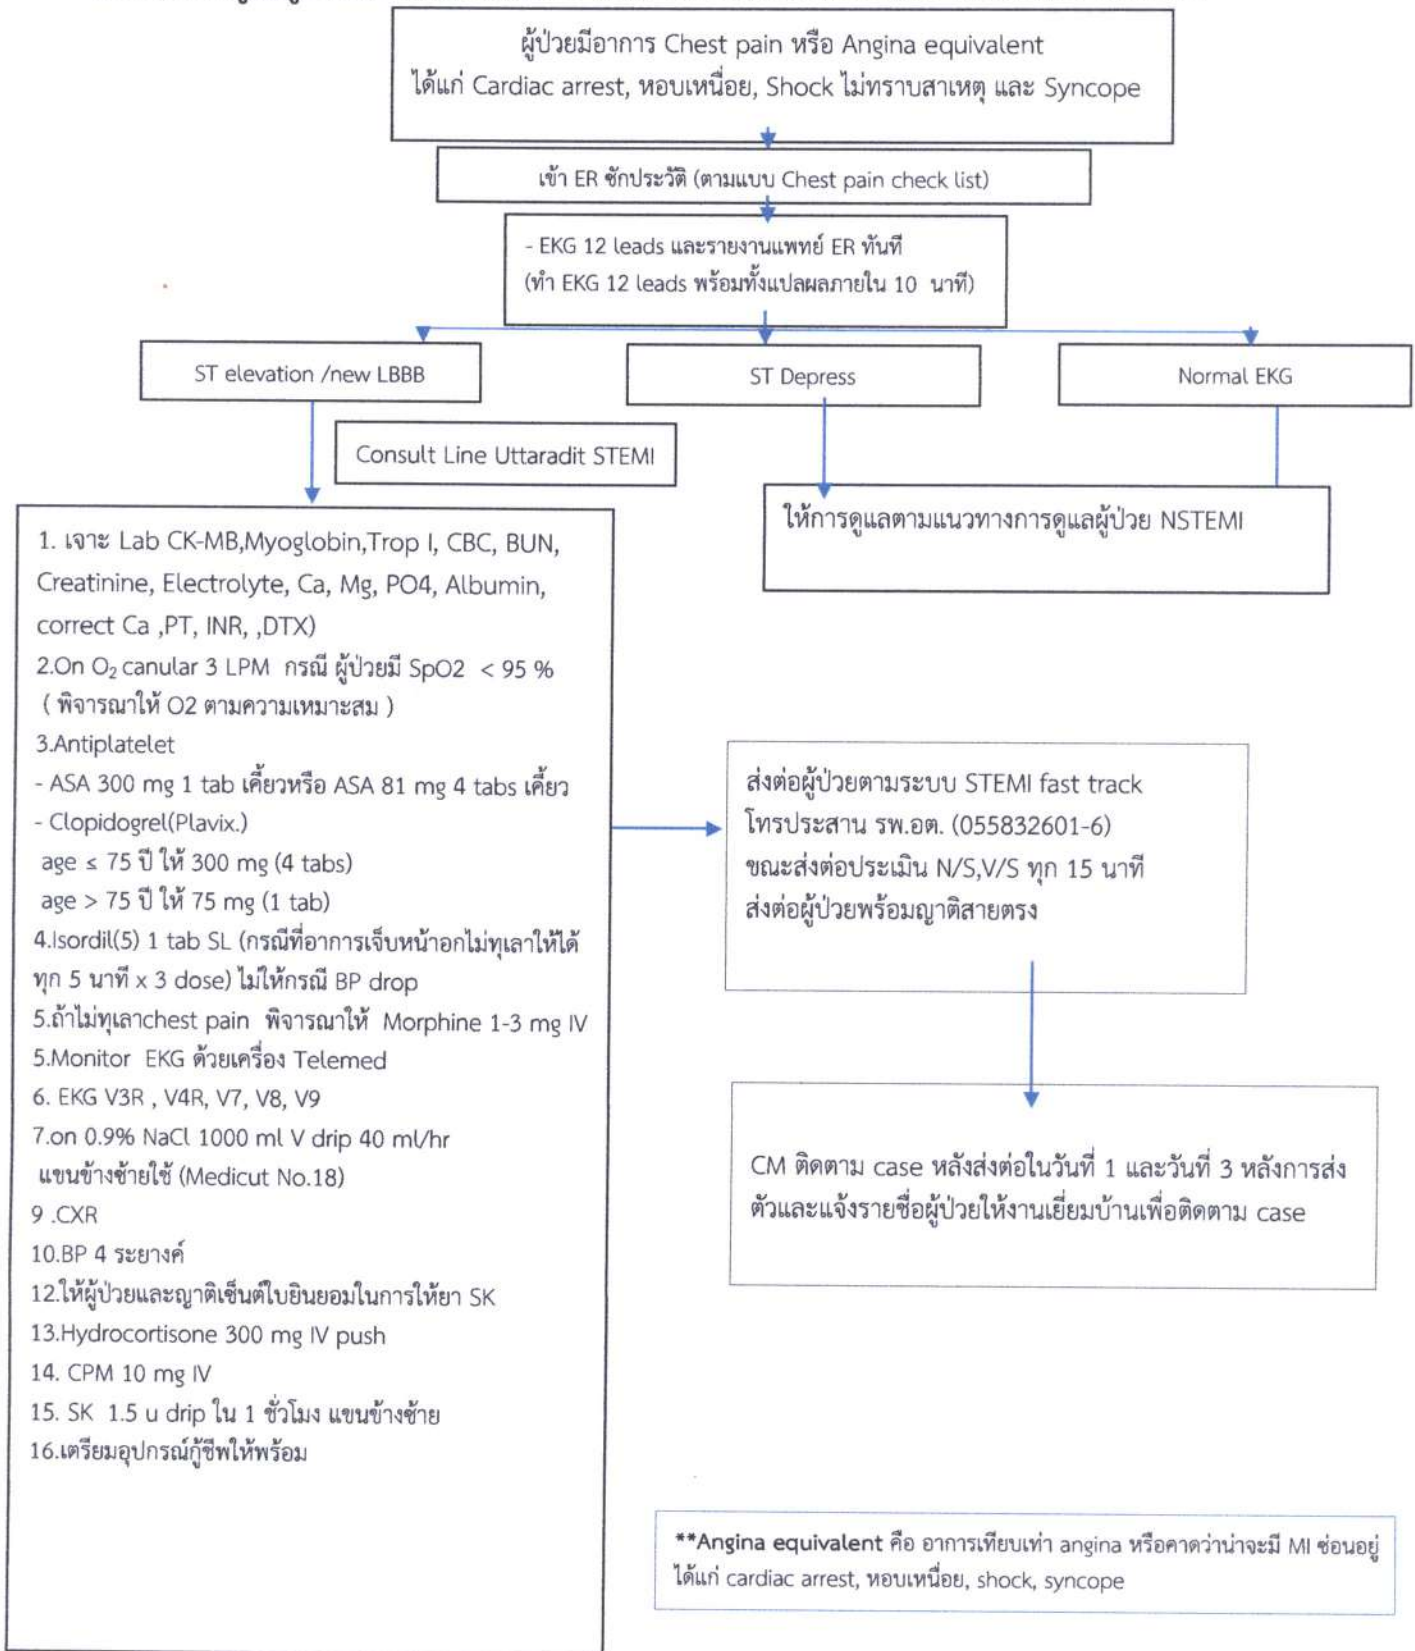 ผู้ป่วยมีอาการ Chest pain หรือ Angina equivalent
ได้แก่ Cardiac arrest, หอบเหนื่อย, Shock ไม่ทราบสาเหตุ และ Syncope
เข้า ER ซักประวัติ (ตามแบบ Chest pain check list)
- EKG 12 leads และรายงานแพทย์ ER ทันที
(ทำ EKG 12 leads พร้อมทั้งแปลผลภายใน 10 นาที)
ST elevation /new LBBB
ST Depress
Normal EKG
Consult Line Uttaradit STEMI
ให้การดูแลตามแนวทางการดูแลผู้ป่วย NSTEMI
1. เจาะ Lab CK-MB,Myoglobin,Trop I, CBC, BUN,
Creatinine, Electrolyte, Ca, Mg, PO4, Albumin,
correct Ca ,PT, INR, ,DTX)
2.On O₂ canular 3 LPM กรณี ผู้ป่วยมี SpO2 < 95 %
( พิจารณาให้ O2 ตามความเหมาะสม )
3.Antiplatelet
- ASA 300 mg 1 tab เคี้ยวหรือ ASA 81 mg 4 tabs เคี้ยว
- Clopidogrel(Plavix.)
age ≤ 75 ปี ให้ 300 mg (4 tabs)
age > 75 ปี ให้ 75 mg (1 tab)
4.Isordil(5) 1 tab SL (กรณีที่อาการเจ็บหน้าอกไม่ทุเลาให้ได้
ทุก 5 นาที x 3 dose) ไม่ให้กรณี BP drop
5.ถ้าไม่ทุเลาchest pain พิจารณาให้ Morphine 1-3 mg IV
5.Monitor EKG ด้วยเครื่อง Telemed
6. EKG V3R , V4R, V7, V8, V9
7.on 0.9% NaCl 1000 ml V drip 40 ml/hr
แขนข้างซ้ายใช้ (Medicut No.18)
9 .CXR
10.BP 4 ระยางค์
12.ให้ผู้ป่วยและญาติเซ็นต์ใบยินยอมในการให้ยา SK
13.Hydrocortisone 300 mg IV push
14. CPM 10 mg IV
15. SK 1.5 u drip ใน 1 ชั่วโมง แขนข้างซ้าย
16.เตรียมอุปกรณ์กู้ชีพให้พร้อม
ส่งต่อผู้ป่วยตามระบบ STEMI fast track
โทรประสาน รพ.อต. (055832601-6)
ขณะส่งต่อประเมิน N/S,V/S ทุก 15 นาที
ส่งต่อผู้ป่วยพร้อมญาติสายตรง
CM ติดตาม case หลังส่งต่อในวันที่ 1 และวันที่ 3 หลังการส่ง
ตัวและแจ้งรายชื่อผู้ป่วยให้งานเยี่ยมบ้านเพื่อติดตาม case
**Angina equivalent คือ อาการเทียบเท่า angina หรือคาดว่าน่าจะมี MI ซ่อนอยู่
ได้แก่ cardiac arrest, หอบเหนื่อย, shock, syncope